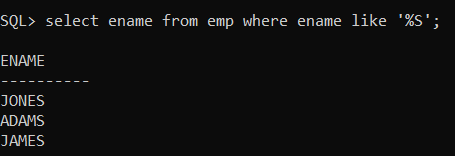 SQL> select ename from emp where ename like '%S';
ENAME
----------
JONES
ADAMS
JAMES